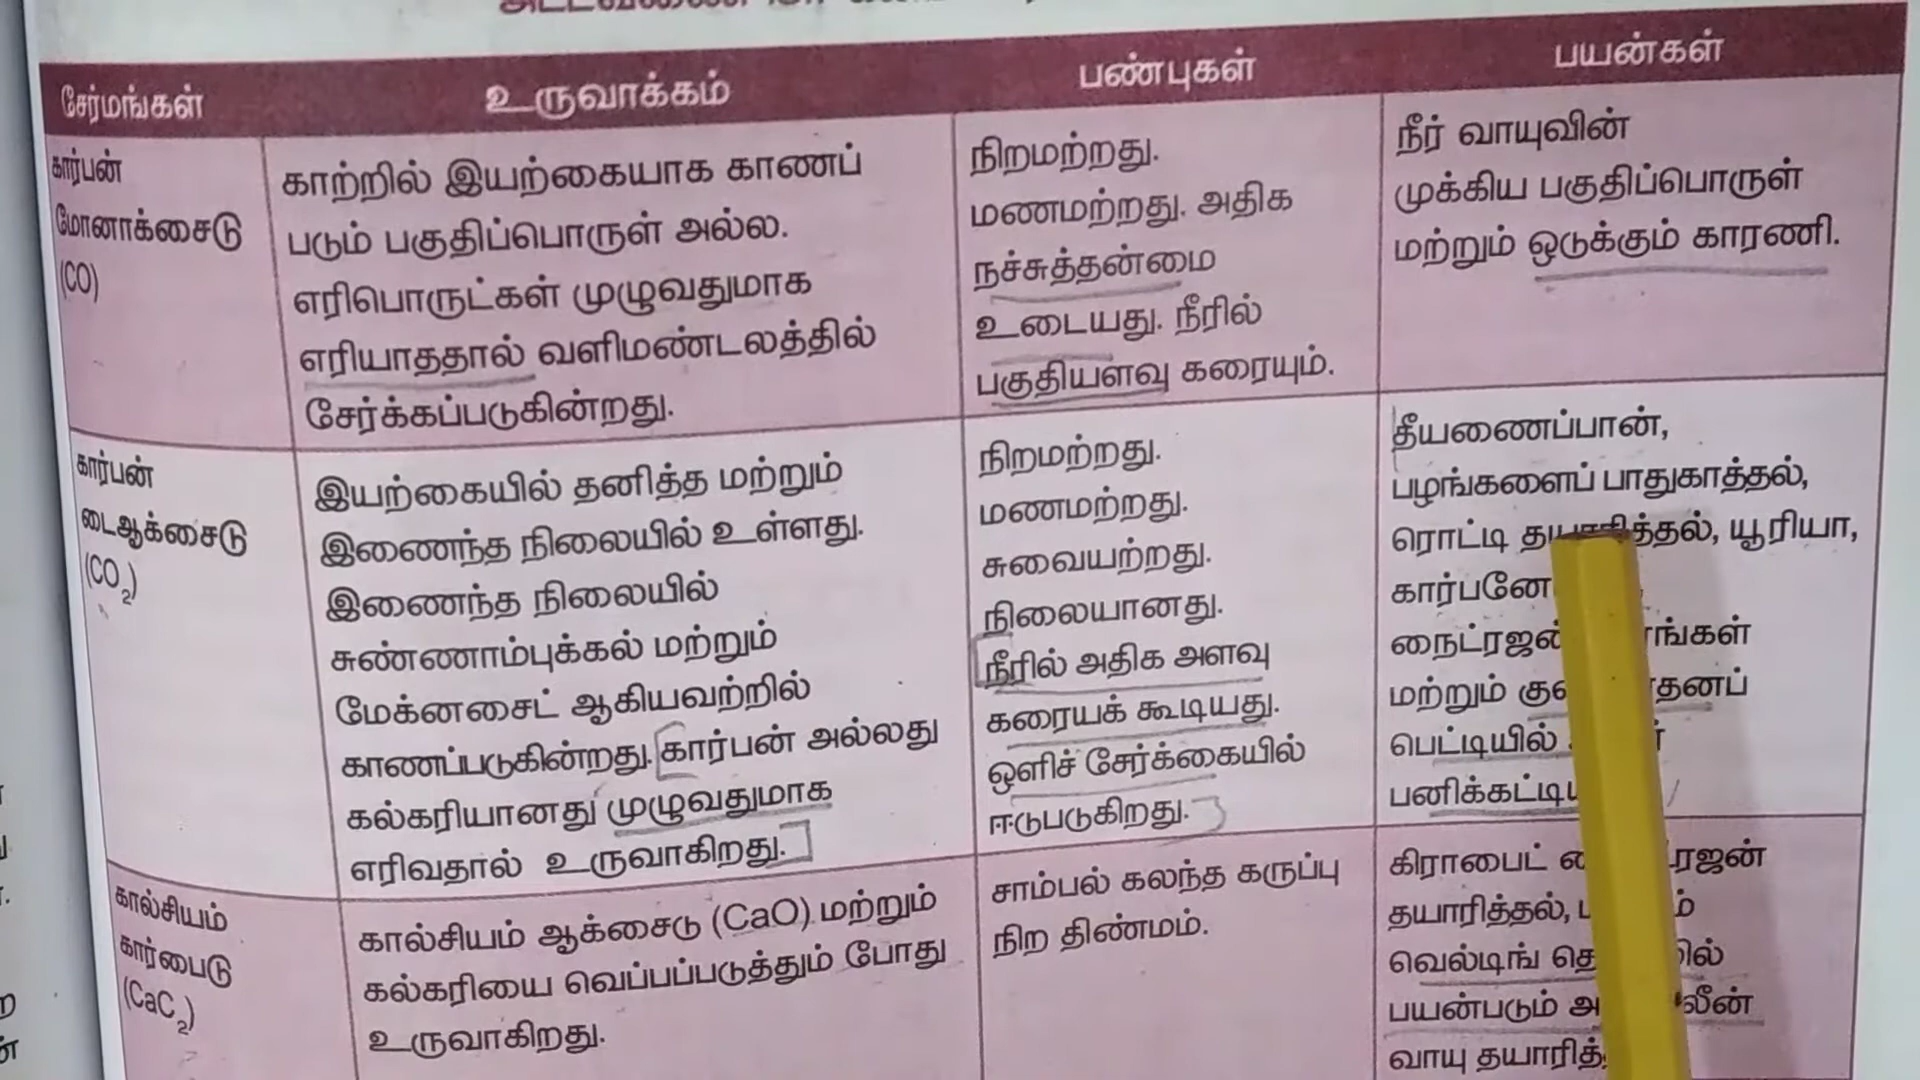 சேர்மங்கள்
உருவாக்கம்
பண்புகள்
பயன்கள்
கார்பன்
மோனாக்சைடு
(CO)
காற்றில் இயற்கையாக காணப்
படும் பகுதிப்பொருள் அல்ல.
எரிபொருட்கள் முழுவதுமாக
எரியாததால் வளிமண்டலத்தில்
சேர்க்கப்படுகின்றது.
நிறமற்றது.
மணமற்றது. அதிக
நச்சுத்தன்மை
உடையது. நீரில்
பகுதியளவு கரையும்.
நீர் வாயுவின்
முக்கிய பகுதிப்பொருள்
மற்றும் ஒடுக்கும் காரணி.
கார்பன்
டைஆக்சைடு
(CO₂)
இயற்கையில் தனித்த மற்றும்
இணைந்த நிலையில் உள்ளது.
இணைந்த நிலையில்
சுண்ணாம்புக்கல் மற்றும்
மேக்னசைட் ஆகியவற்றில்
காணப்படுகின்றது. கார்பன் அல்லது
கல்கரியானது முழுவதுமாக
எரிவதால் உருவாகிறது.
நிறமற்றது.
மணமற்றது.
சுவையற்றது.
நிலையானது.
நீரில் அதிக அளவு
கரையக் கூடியது.
ஒளிச் சேர்க்கையில்
ஈடுபடுகிறது.
தீயணைப்பான்,
பழங்களைப் பாதுகாத்தல்,
ரொட்டி தயாரித்தல், யூரியா,
மற்றும்
பெட்டியில்
கால்சியம்
கார்பைடு
(CaC₂)
கால்சியம் ஆக்சைடு (CaO) மற்றும்
கல்கரியை வெப்பப்படுத்தும் போது
உருவாகிறது.
சாம்பல் கலந்த கருப்பு
நிற திண்மம்.
கிராபைட்
தயாரித்தல்,
வெல்டிங்
பயன்படும்
வாயு